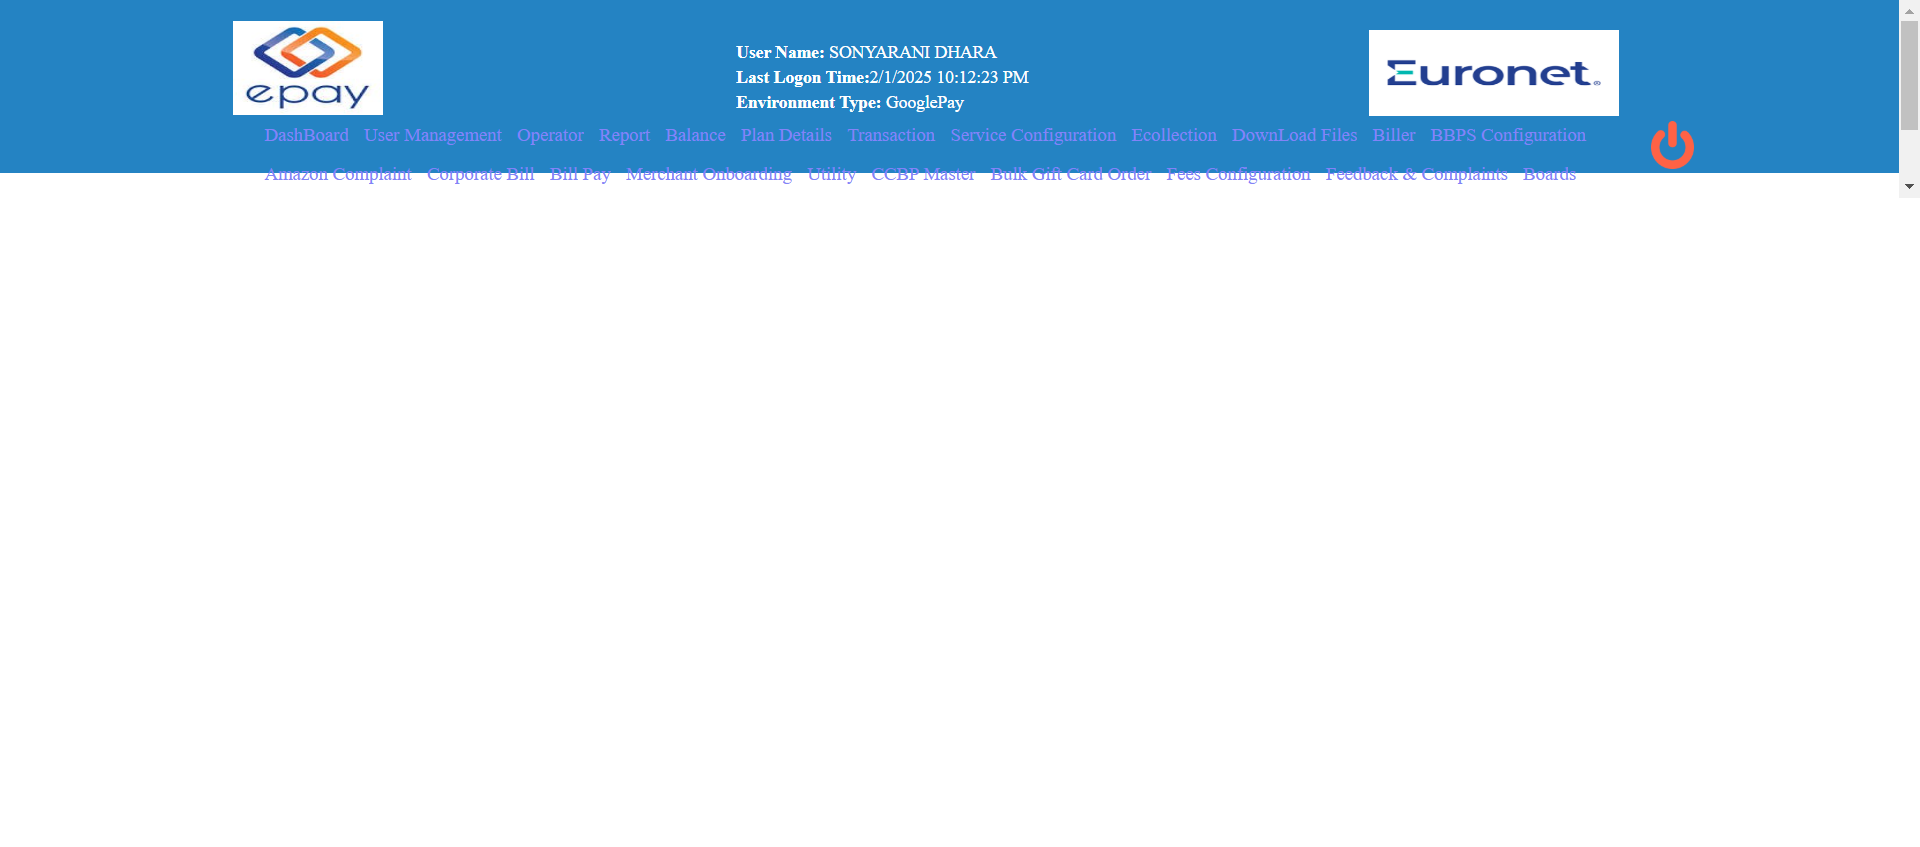 epay
User Name: SONYARANI DHARA
Last Logon Time:2/1/2025 10:12:23 PM
Environment Type: GooglePay
Euronet®
DashBoard User Management Operator Report Balance Plan Details Transaction Service Configuration Ecollection DownLoad Files Biller BBPS Configuration
Amazon Complaint Corporate Bill Bill Pay Merchant Onboarding Utility CCBP Master Bulk Gift Card Order Fees Configuration Feedback & Complaints Boards